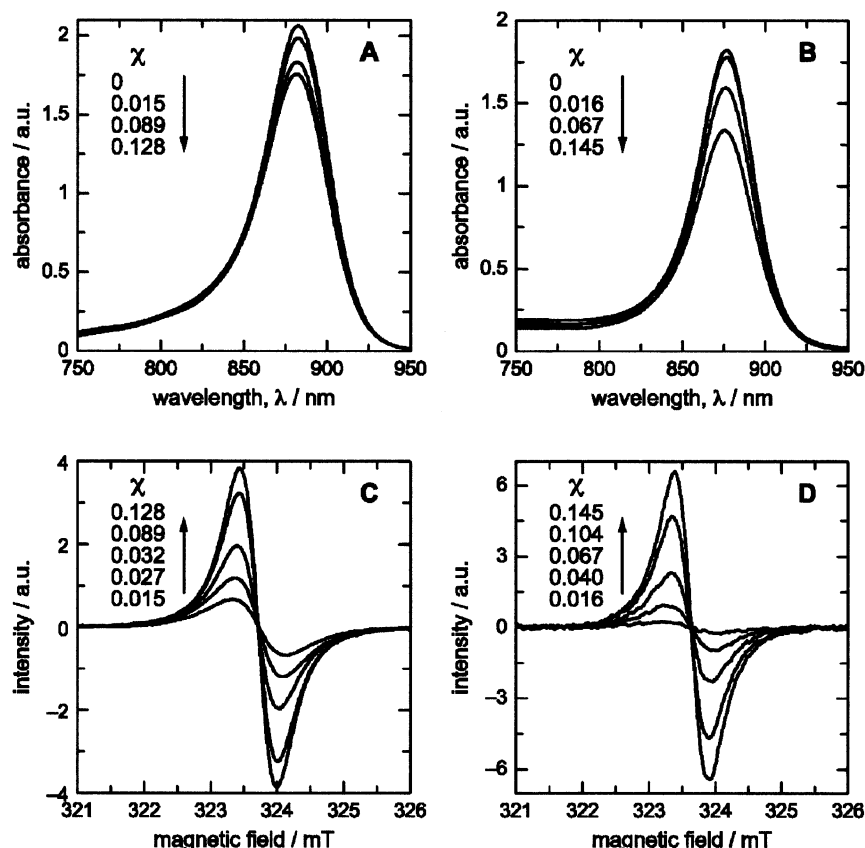 A
χ
0
0.015
0.089
0.128
2
1.5
1
0.5
0
absorbance / a.u.
750 800 850 900 950
wavelength, λ / nm
B
χ
0
0.016
0.067
0.145
2
1.5
1
0.5
0
absorbance / a.u.
750 800 850 900 950
wavelength, λ / nm
C
χ
0.128
0.089
0.032
0.027
0.015
4
2
0
−2
−4
intensity / a.u.
321 322 323 324 325 326
magnetic field / mT
D
χ
0.145
0.104
0.067
0.040
0.016
6
3
0
−3
−6
intensity / a.u.
321 322 323 324 325 326
magnetic field / mT